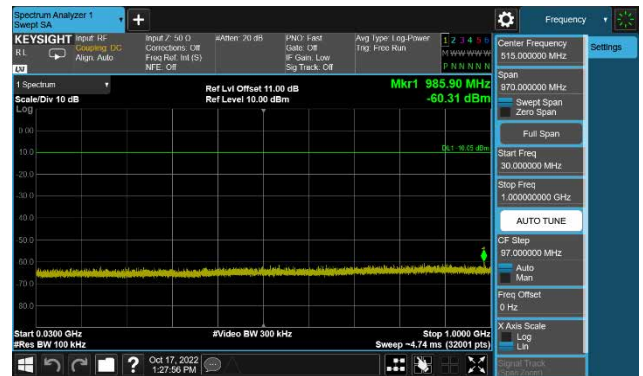 Spectrum Analyzer 1
Swept SA
+
Frequency
KEYSIGHT
R L
LXI
Input: RF
Coupling: DC
Align: Auto
Input Z: 50 Ω
Corrections: Off
Freq Ref: Int (S)
NFE: Off
#Atten: 20 dB
PNO: Fast
Gate: Off
IF Gain: Low
Sig Track: Off
Avg Type: Log-Power
Trig: Free Run
1 2 3 4 5 6
M W W W W W
P N N N N N
Center Frequency
515.000000 MHz
Settings
Span
970.000000 MHz
Swept Span
Zero Span
Full Span
Start Freq
30.000000 MHz
Stop Freq
1.000000000 GHz
AUTO TUNE
CF Step
97.000000 MHz
Auto
Man
Freq Offset
0 Hz
X Axis Scale
Log
Lin
Signal Track
(Span Zoom)
1 Spectrum
Scale/Div 10 dB
Log
Ref Lvl Offset 11.00 dB
Ref Level 10.00 dBm
Mkr1 985.90 MHz
-60.31 dBm
0.00
-10.0
-20.0
-30.0
-40.0
-50.0
-60.0
-70.0
-80.0
1
Start 0.0300 GHz
#Res BW 100 kHz
#Video BW 300 kHz
Stop 1.0000 GHz
Sweep ~4.74 ms (32001 pts)
?
Oct 17, 2022
1:27:56 PM